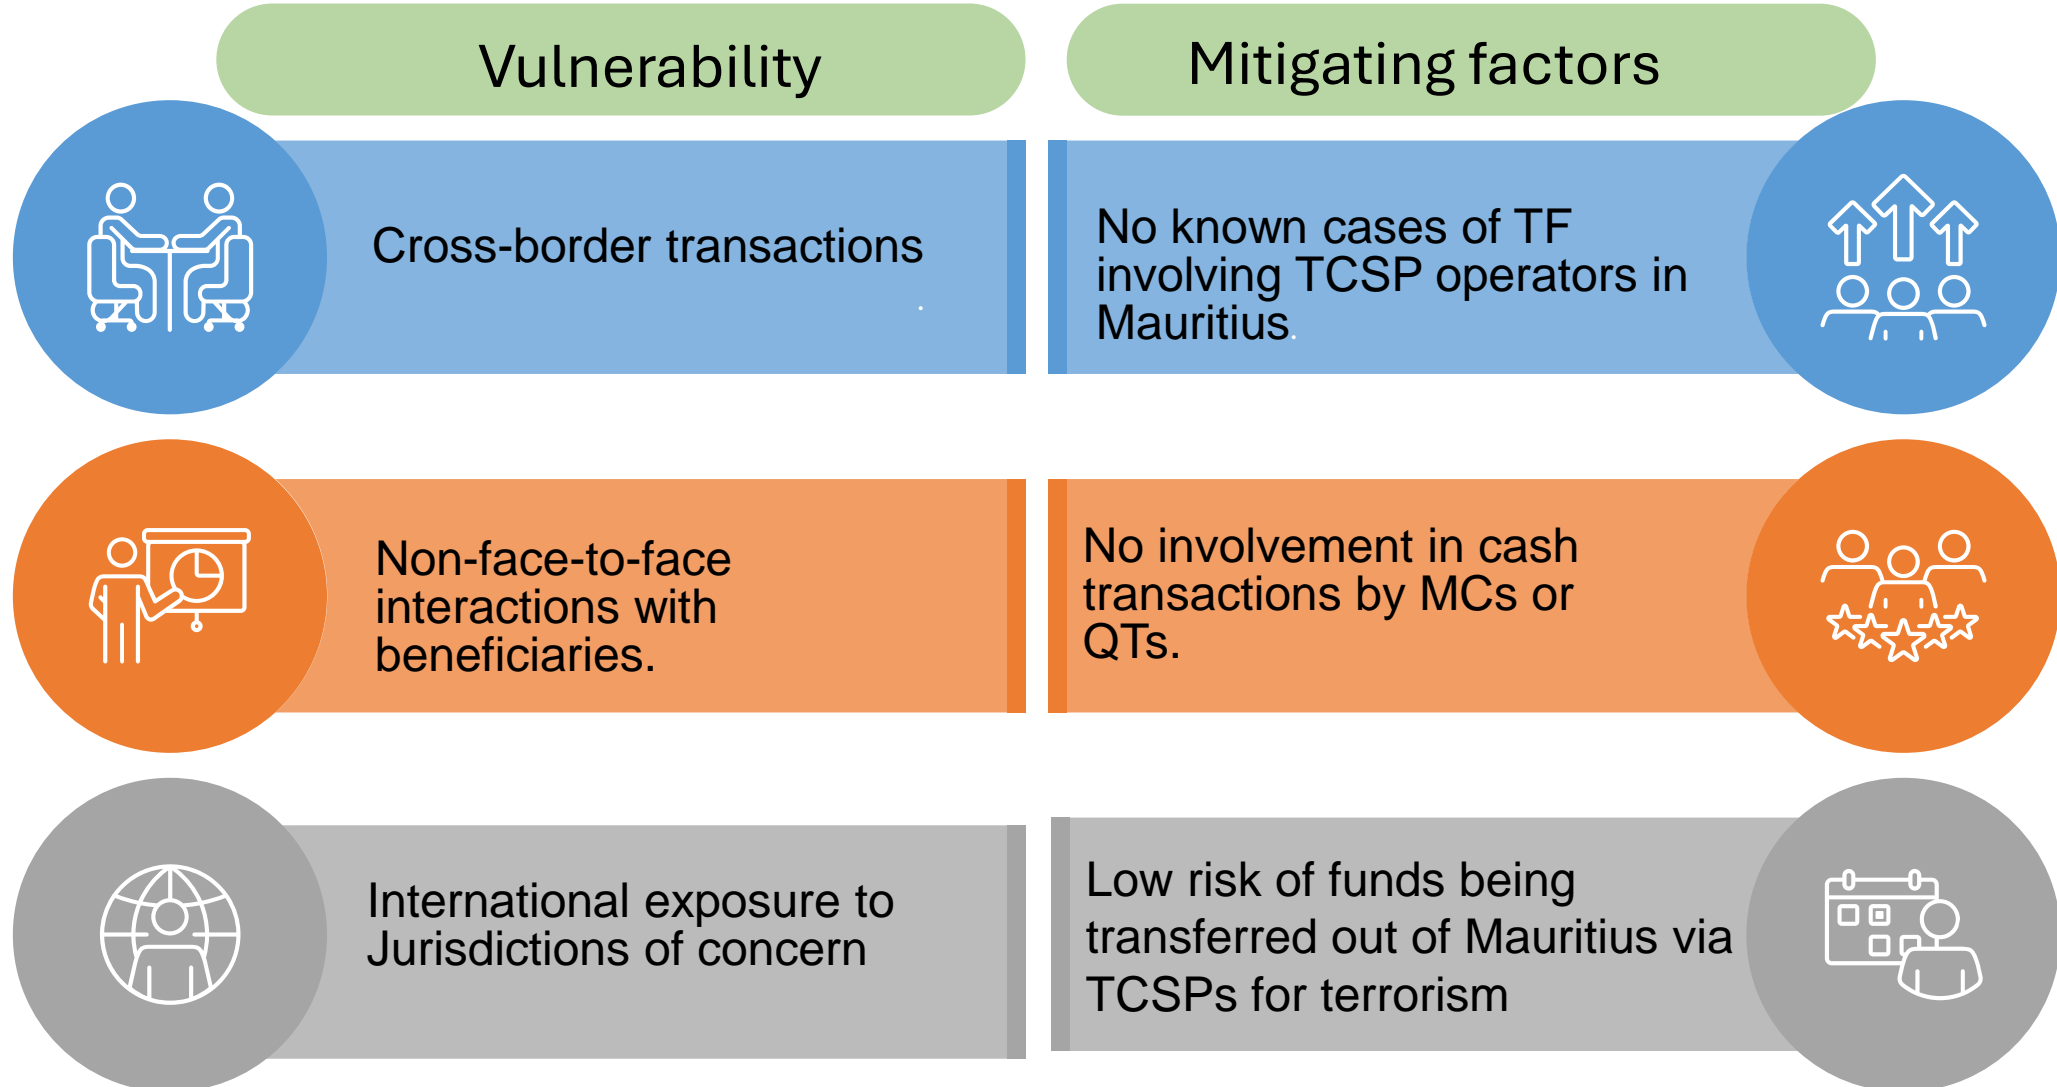 Vulnerability
Mitigating factors
Cross-border transactions
.
No known cases of TF
involving TCSP operators in
Mauritius.
Non-face-to-face
interactions with
beneficiaries.
No involvement in cash
transactions by MCs or
QTs.
International exposure to
Jurisdictions of concern
Low risk of funds being
transferred out of Mauritius via
TCSPs for terrorism